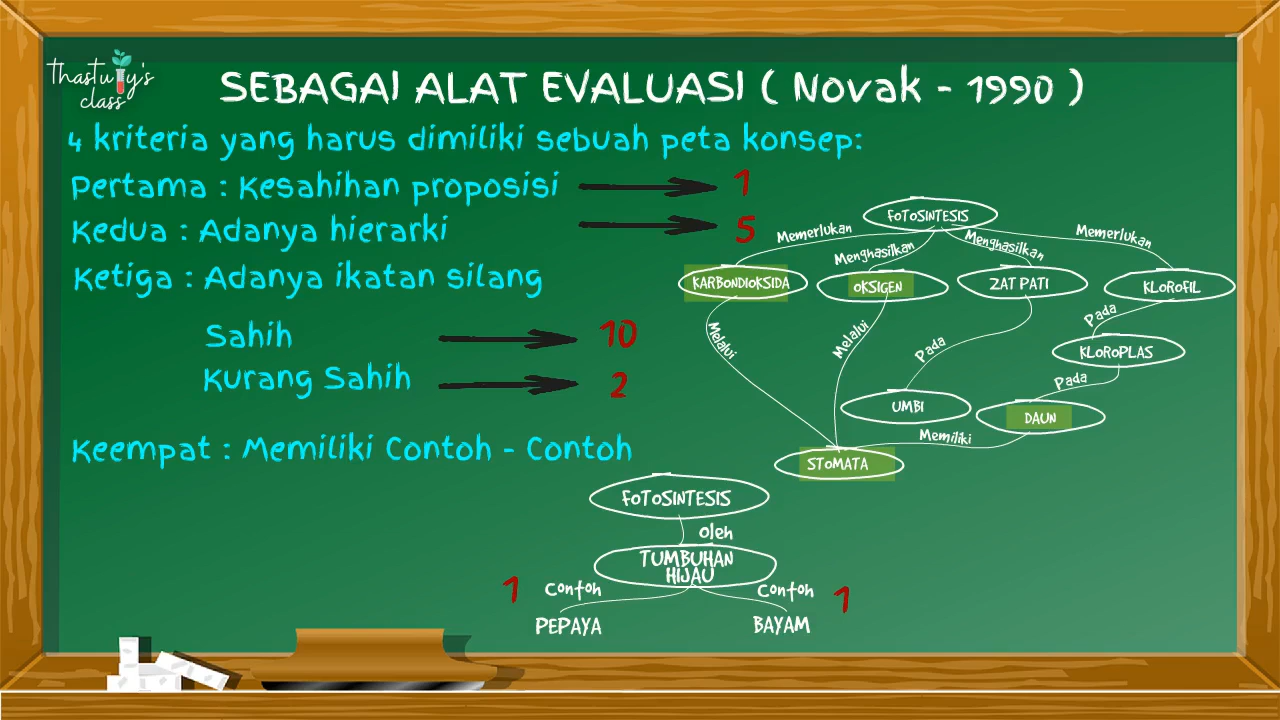 thastuty's
class
SEBAGAI ALAT EVALUASI ( Novak - 1990 )
4 kriteria yang harus dimiliki sebuah peta konsep:
Pertama : Kesahihan proposisi 1
Kedua : Adanya hierarki 5
Ketiga : Adanya ikatan silang
Sahih 10
Kurang Sahih 2
Keempat : Memiliki Contoh - Contoh
FOTOSINTESIS
Memerlukan Menghasilkan Menghasilkan Memerlukan
KARBONDIOKSIDA OKSIGEN ZAT PATI KLOROFIL
Melalui Melalui Pada Pada
KLOROPLAS
Pada
UMBI DAUN
Memiliki
STOMATA
FOTOSINTESIS
Oleh
TUMBUHAN
HIJAU
1 Contoh Contoh 1
PEPAYA BAYAM